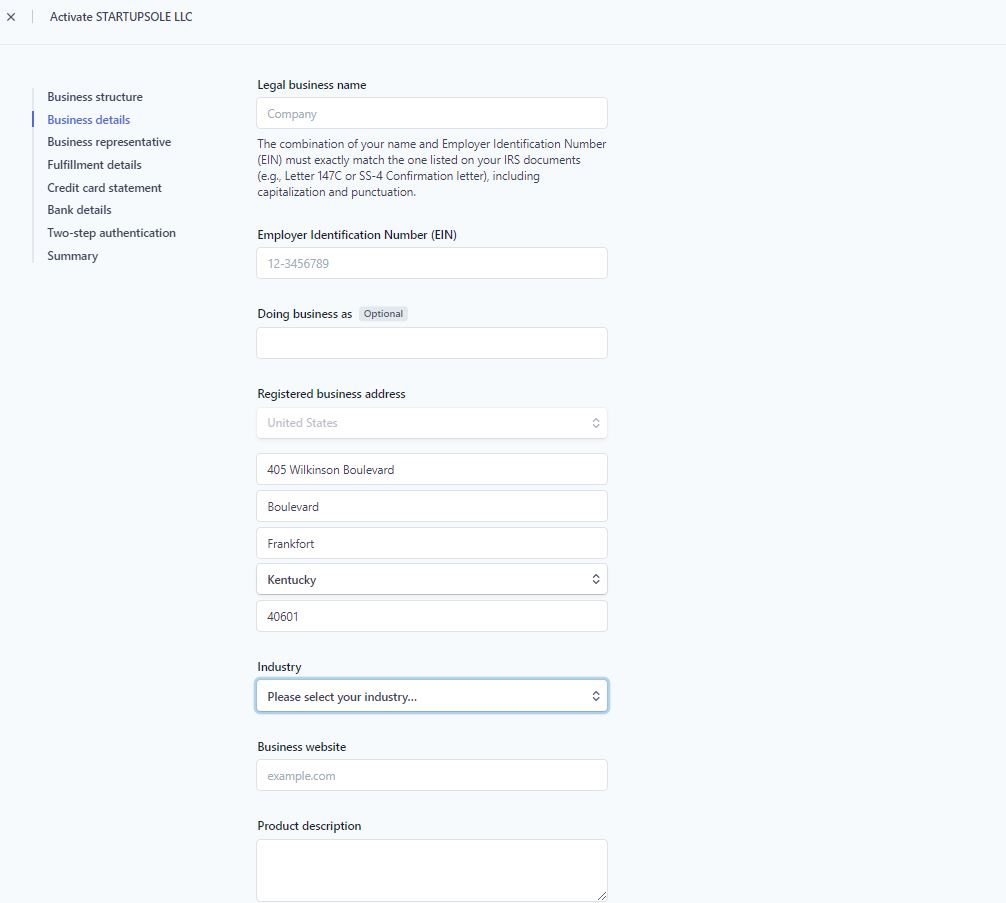 Activate STARTUPSOLE LLC
Business structure
Business details
Business representative
Fulfillment details
Credit card statement
Bank details
Two-step authentication
Summary
Legal business name
Company
The combination of your name and Employer Identification Number
(EIN) must exactly match the one listed on your IRS documents
(e.g., Letter 147C or SS-4 Confirmation letter), including
capitalization and punctuation.
Employer Identification Number (EIN)
12-3456789
Doing business as Optional
Registered business address
United States
405 Wilkinson Boulevard
Boulevard
Frankfort
Kentucky
40601
Industry
Please select your industry...
Business website
example.com
Product description